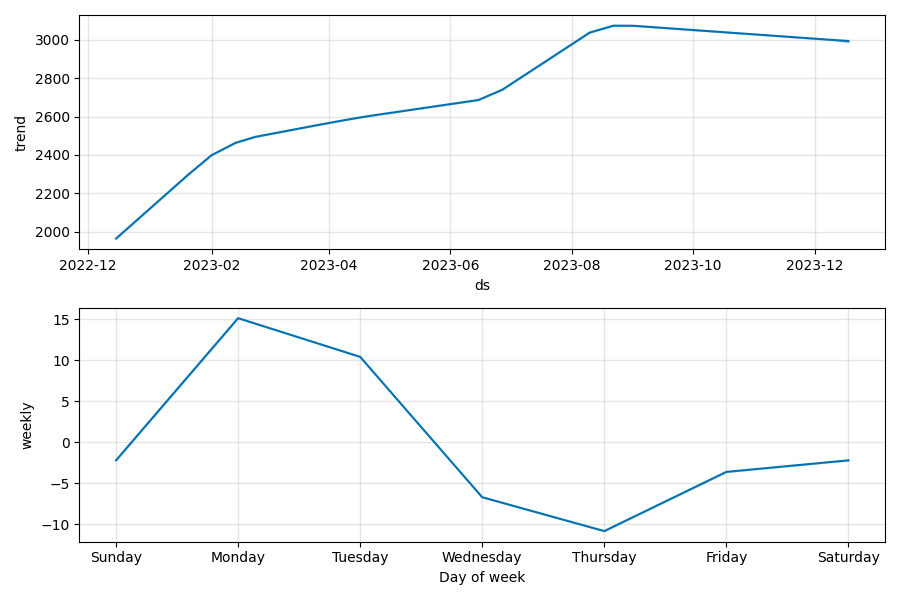 3000
2800
2600
2400
2200
2000
trend
2022-12 2023-02 2023-04 2023-06 2023-08 2023-10 2023-12
ds
15
10
5
0
−5
−10
weekly
Sunday Monday Tuesday Wednesday Thursday Friday Saturday
Day of week